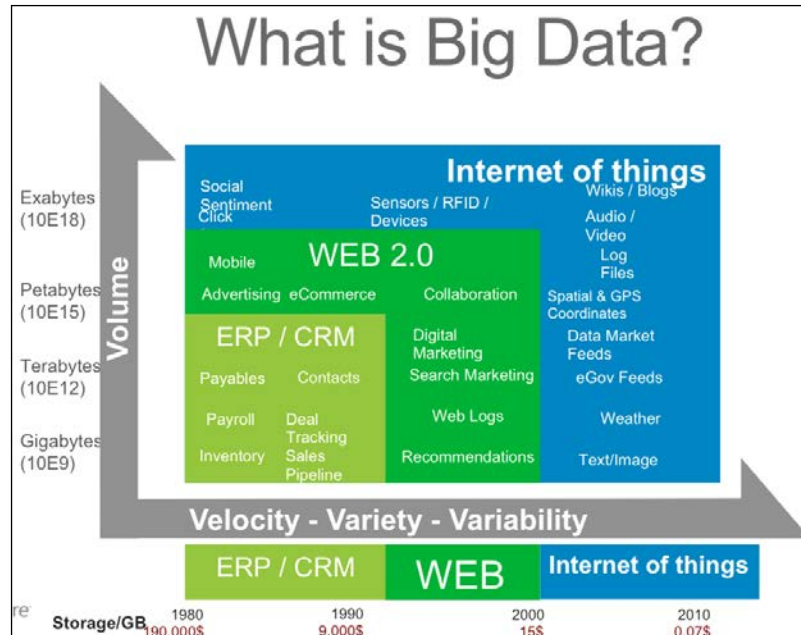 What is Big Data?
Exabytes
(10E18)
Petabytes
(10E15)
Terabytes
(10E12)
Gigabytes
(10E9)
Volume
Internet of things
Social
Sentiment
Click
Sensors / RFID /
Devices
Wikis / Blogs
Audio /
Video
Log
Files
Spatial & GPS
Coordinates
Data Market
Feeds
eGov Feeds
Weather
Text/Image
WEB 2.0
Mobile
Advertising
eCommerce
Collaboration
Digital
Marketing
Search Marketing
Web Logs
Recommendations
ERP / CRM
Payables
Contacts
Payroll
Deal
Tracking
Inventory
Sales
Pipeline
Velocity - Variety - Variability
ERP / CRM
WEB
Internet of things
re
Storage/GB
1980
1990
2000
2010
190,000$
9,000$
15$
0,07$